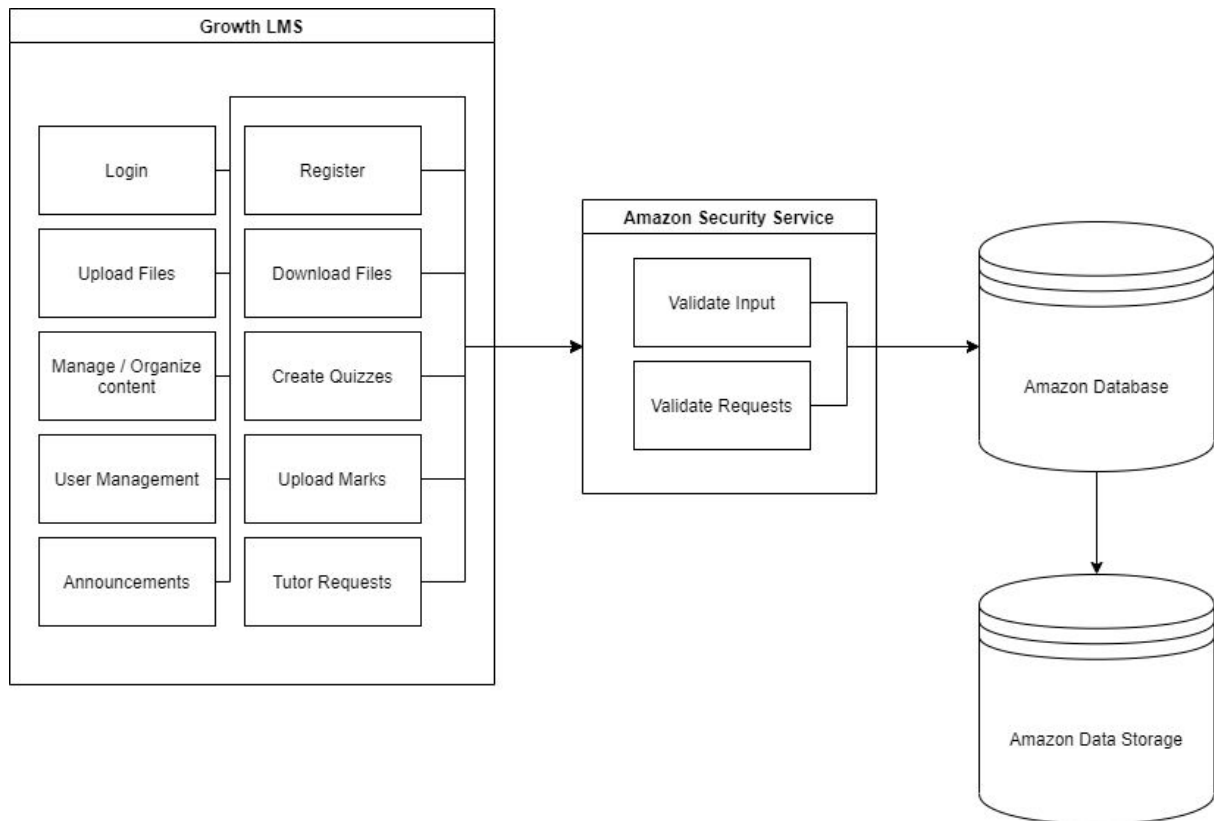 Growth LMS
Login
Register
Upload Files
Download Files
Manage / Organize
content
Create Quizzes
User Management
Upload Marks
Announcements
Tutor Requests
Amazon Security Service
Validate Input
Validate Requests
Amazon Database
Amazon Data Storage